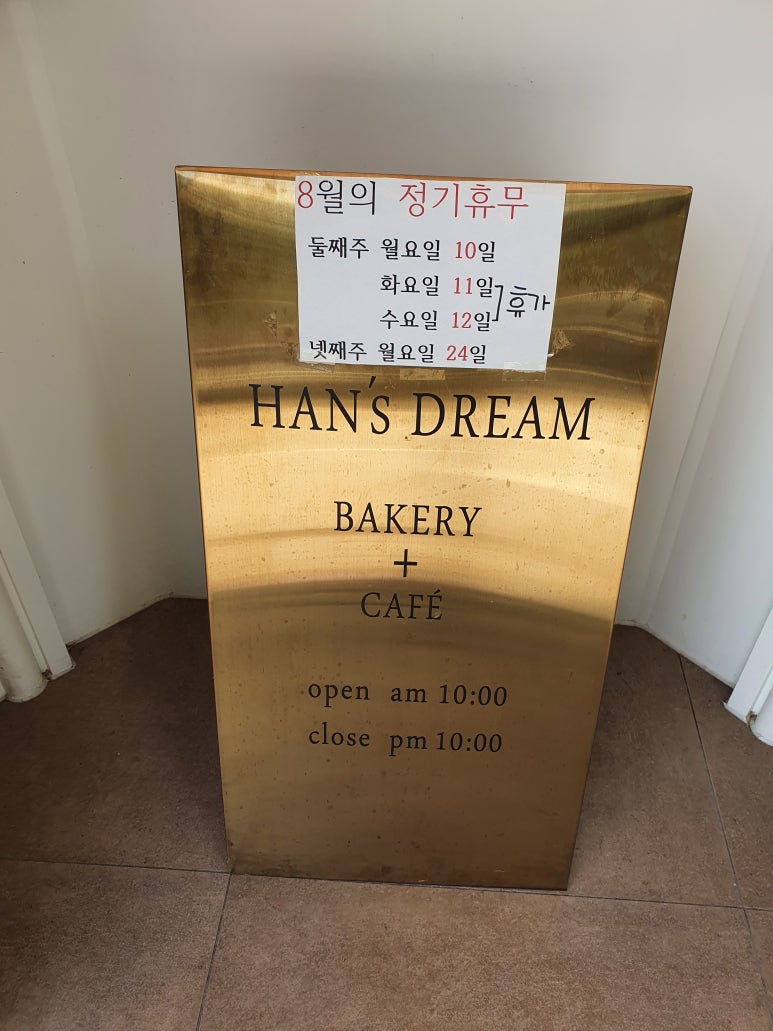 8월의 정기휴무
둘째주 월요일 10일
화요일 11일
수요일 12일
휴가
넷째주 월요일 24일
HAN's DREAM
BAKERY
+
CAFÉ
open am 10:00
close pm 10:00